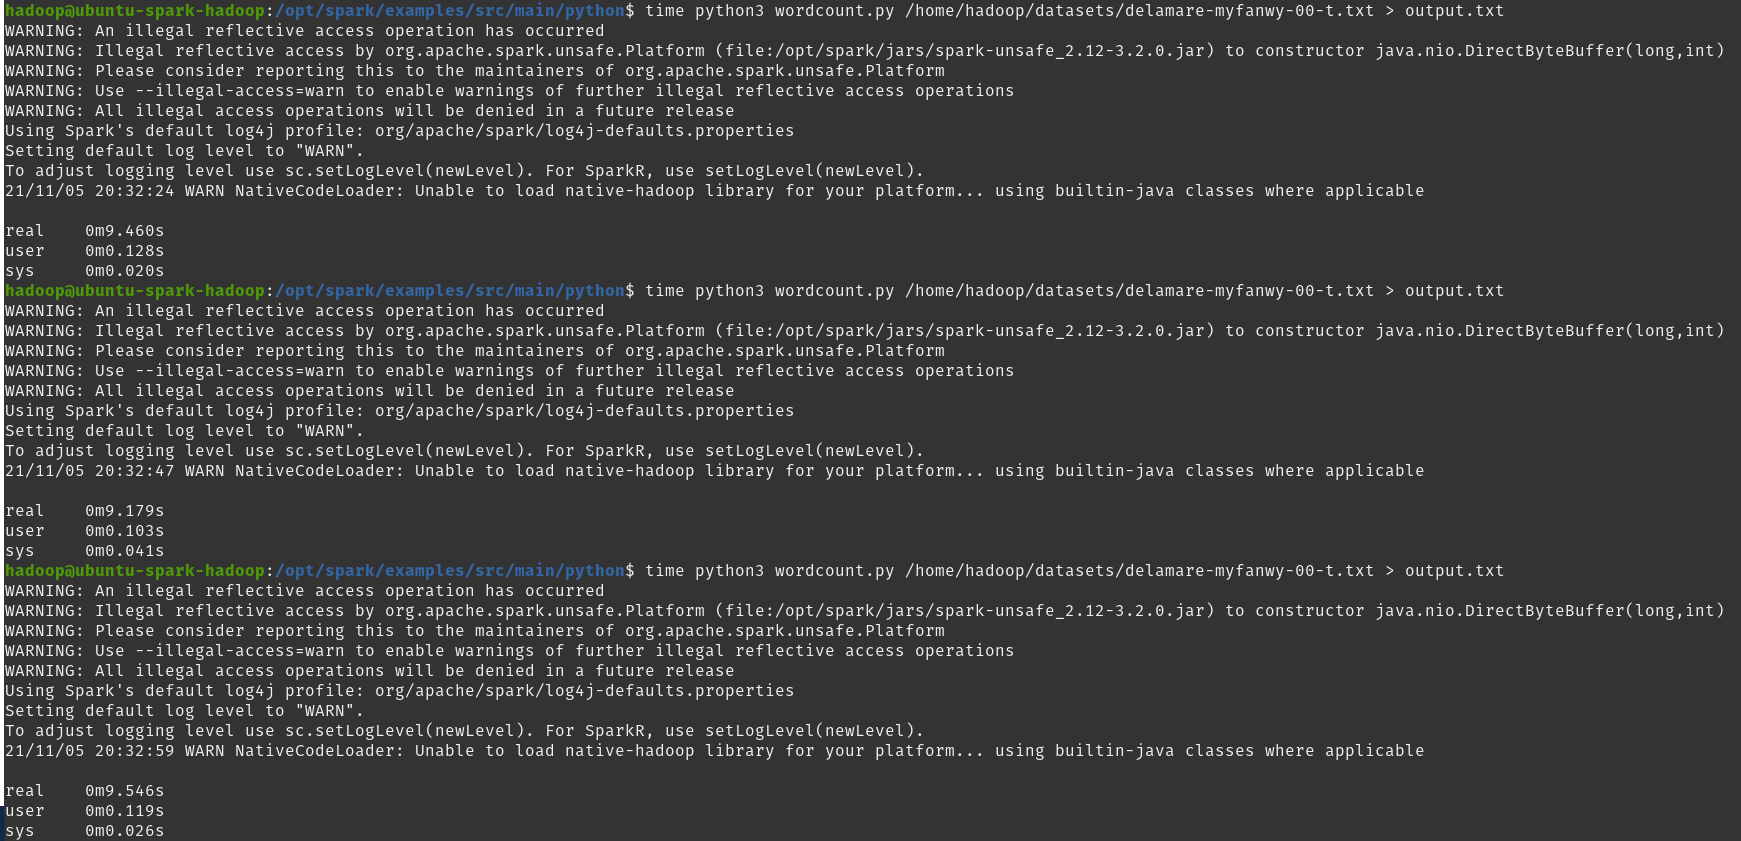 hadoop@ubuntu-spark-hadoop:/opt/spark/examples/src/main/python$ time python3 wordcount.py /home/hadoop/datasets/delamare-myfanwy-00-t.txt > output.txt
WARNING: An illegal reflective access operation has occurred
WARNING: Illegal reflective access by org.apache.spark.unsafe.Platform (file:/opt/spark/jars/spark-unsafe_2.12-3.2.0.jar) to constructor java.nio.DirectByteBuffer(long,int)
WARNING: Please consider reporting this to the maintainers of org.apache.spark.unsafe.Platform
WARNING: Use --illegal-access=warn to enable warnings of further illegal reflective access operations
WARNING: All illegal access operations will be denied in a future release
Using Spark's default log4j profile: org/apache/spark/log4j-defaults.properties
Setting default log level to "WARN".
To adjust logging level use sc.setLogLevel(newLevel). For SparkR, use setLogLevel(newLevel).
21/11/05 20:32:24 WARN NativeCodeLoader: Unable to load native-hadoop library for your platform... using builtin-java classes where applicable
real    0m9.460s
user    0m0.128s
sys     0m0.020s
hadoop@ubuntu-spark-hadoop:/opt/spark/examples/src/main/python$ time python3 wordcount.py /home/hadoop/datasets/delamare-myfanwy-00-t.txt > output.txt
WARNING: An illegal reflective access operation has occurred
WARNING: Illegal reflective access by org.apache.spark.unsafe.Platform (file:/opt/spark/jars/spark-unsafe_2.12-3.2.0.jar) to constructor java.nio.DirectByteBuffer(long,int)
WARNING: Please consider reporting this to the maintainers of org.apache.spark.unsafe.Platform
WARNING: Use --illegal-access=warn to enable warnings of further illegal reflective access operations
WARNING: All illegal access operations will be denied in a future release
Using Spark's default log4j profile: org/apache/spark/log4j-defaults.properties
Setting default log level to "WARN".
To adjust logging level use sc.setLogLevel(newLevel). For SparkR, use setLogLevel(newLevel).
21/11/05 20:32:47 WARN NativeCodeLoader: Unable to load native-hadoop library for your platform... using builtin-java classes where applicable
real    0m9.179s
user    0m0.103s
sys     0m0.041s
hadoop@ubuntu-spark-hadoop:/opt/spark/examples/src/main/python$ time python3 wordcount.py /home/hadoop/datasets/delamare-myfanwy-00-t.txt > output.txt
WARNING: An illegal reflective access operation has occurred
WARNING: Illegal reflective access by org.apache.spark.unsafe.Platform (file:/opt/spark/jars/spark-unsafe_2.12-3.2.0.jar) to constructor java.nio.DirectByteBuffer(long,int)
WARNING: Please consider reporting this to the maintainers of org.apache.spark.unsafe.Platform
WARNING: Use --illegal-access=warn to enable warnings of further illegal reflective access operations
WARNING: All illegal access operations will be denied in a future release
Using Spark's default log4j profile: org/apache/spark/log4j-defaults.properties
Setting default log level to "WARN".
To adjust logging level use sc.setLogLevel(newLevel). For SparkR, use setLogLevel(newLevel).
21/11/05 20:32:59 WARN NativeCodeLoader: Unable to load native-hadoop library for your platform... using builtin-java classes where applicable
real    0m9.546s
user    0m0.119s
sys     0m0.026s